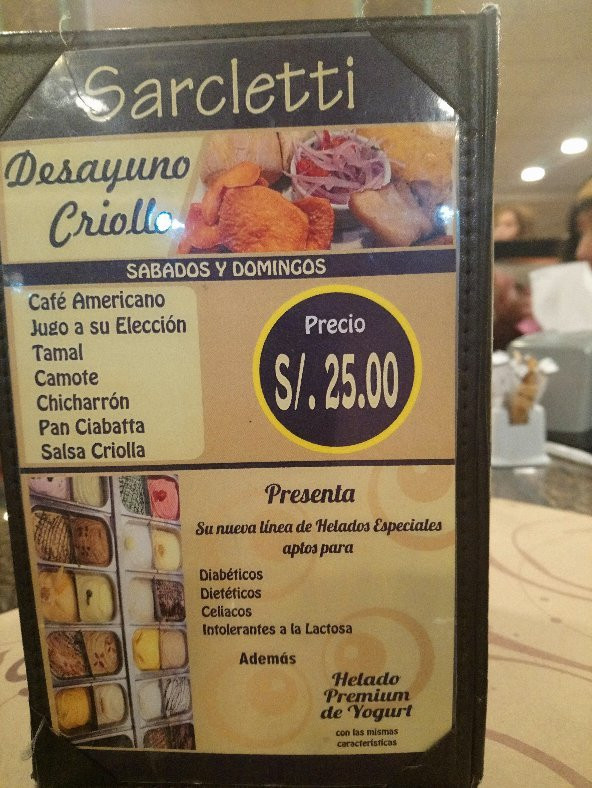 Sarcletti
Desayuno
Criollo
SABADOS Y DOMINGOS
Café Americano
Jugo a su Elección
Tamal
Camote
Chicharrón
Pan Ciabatta
Salsa Criolla
Precio
S/. 25.00
Presenta
Su nueva línea de Helados Especiales
aptos para
Diabéticos
Dietéticos
Celiacos
Intolerantes a la Lactosa
Además
Helado
Premium
de Yogurt
con las mismas
características